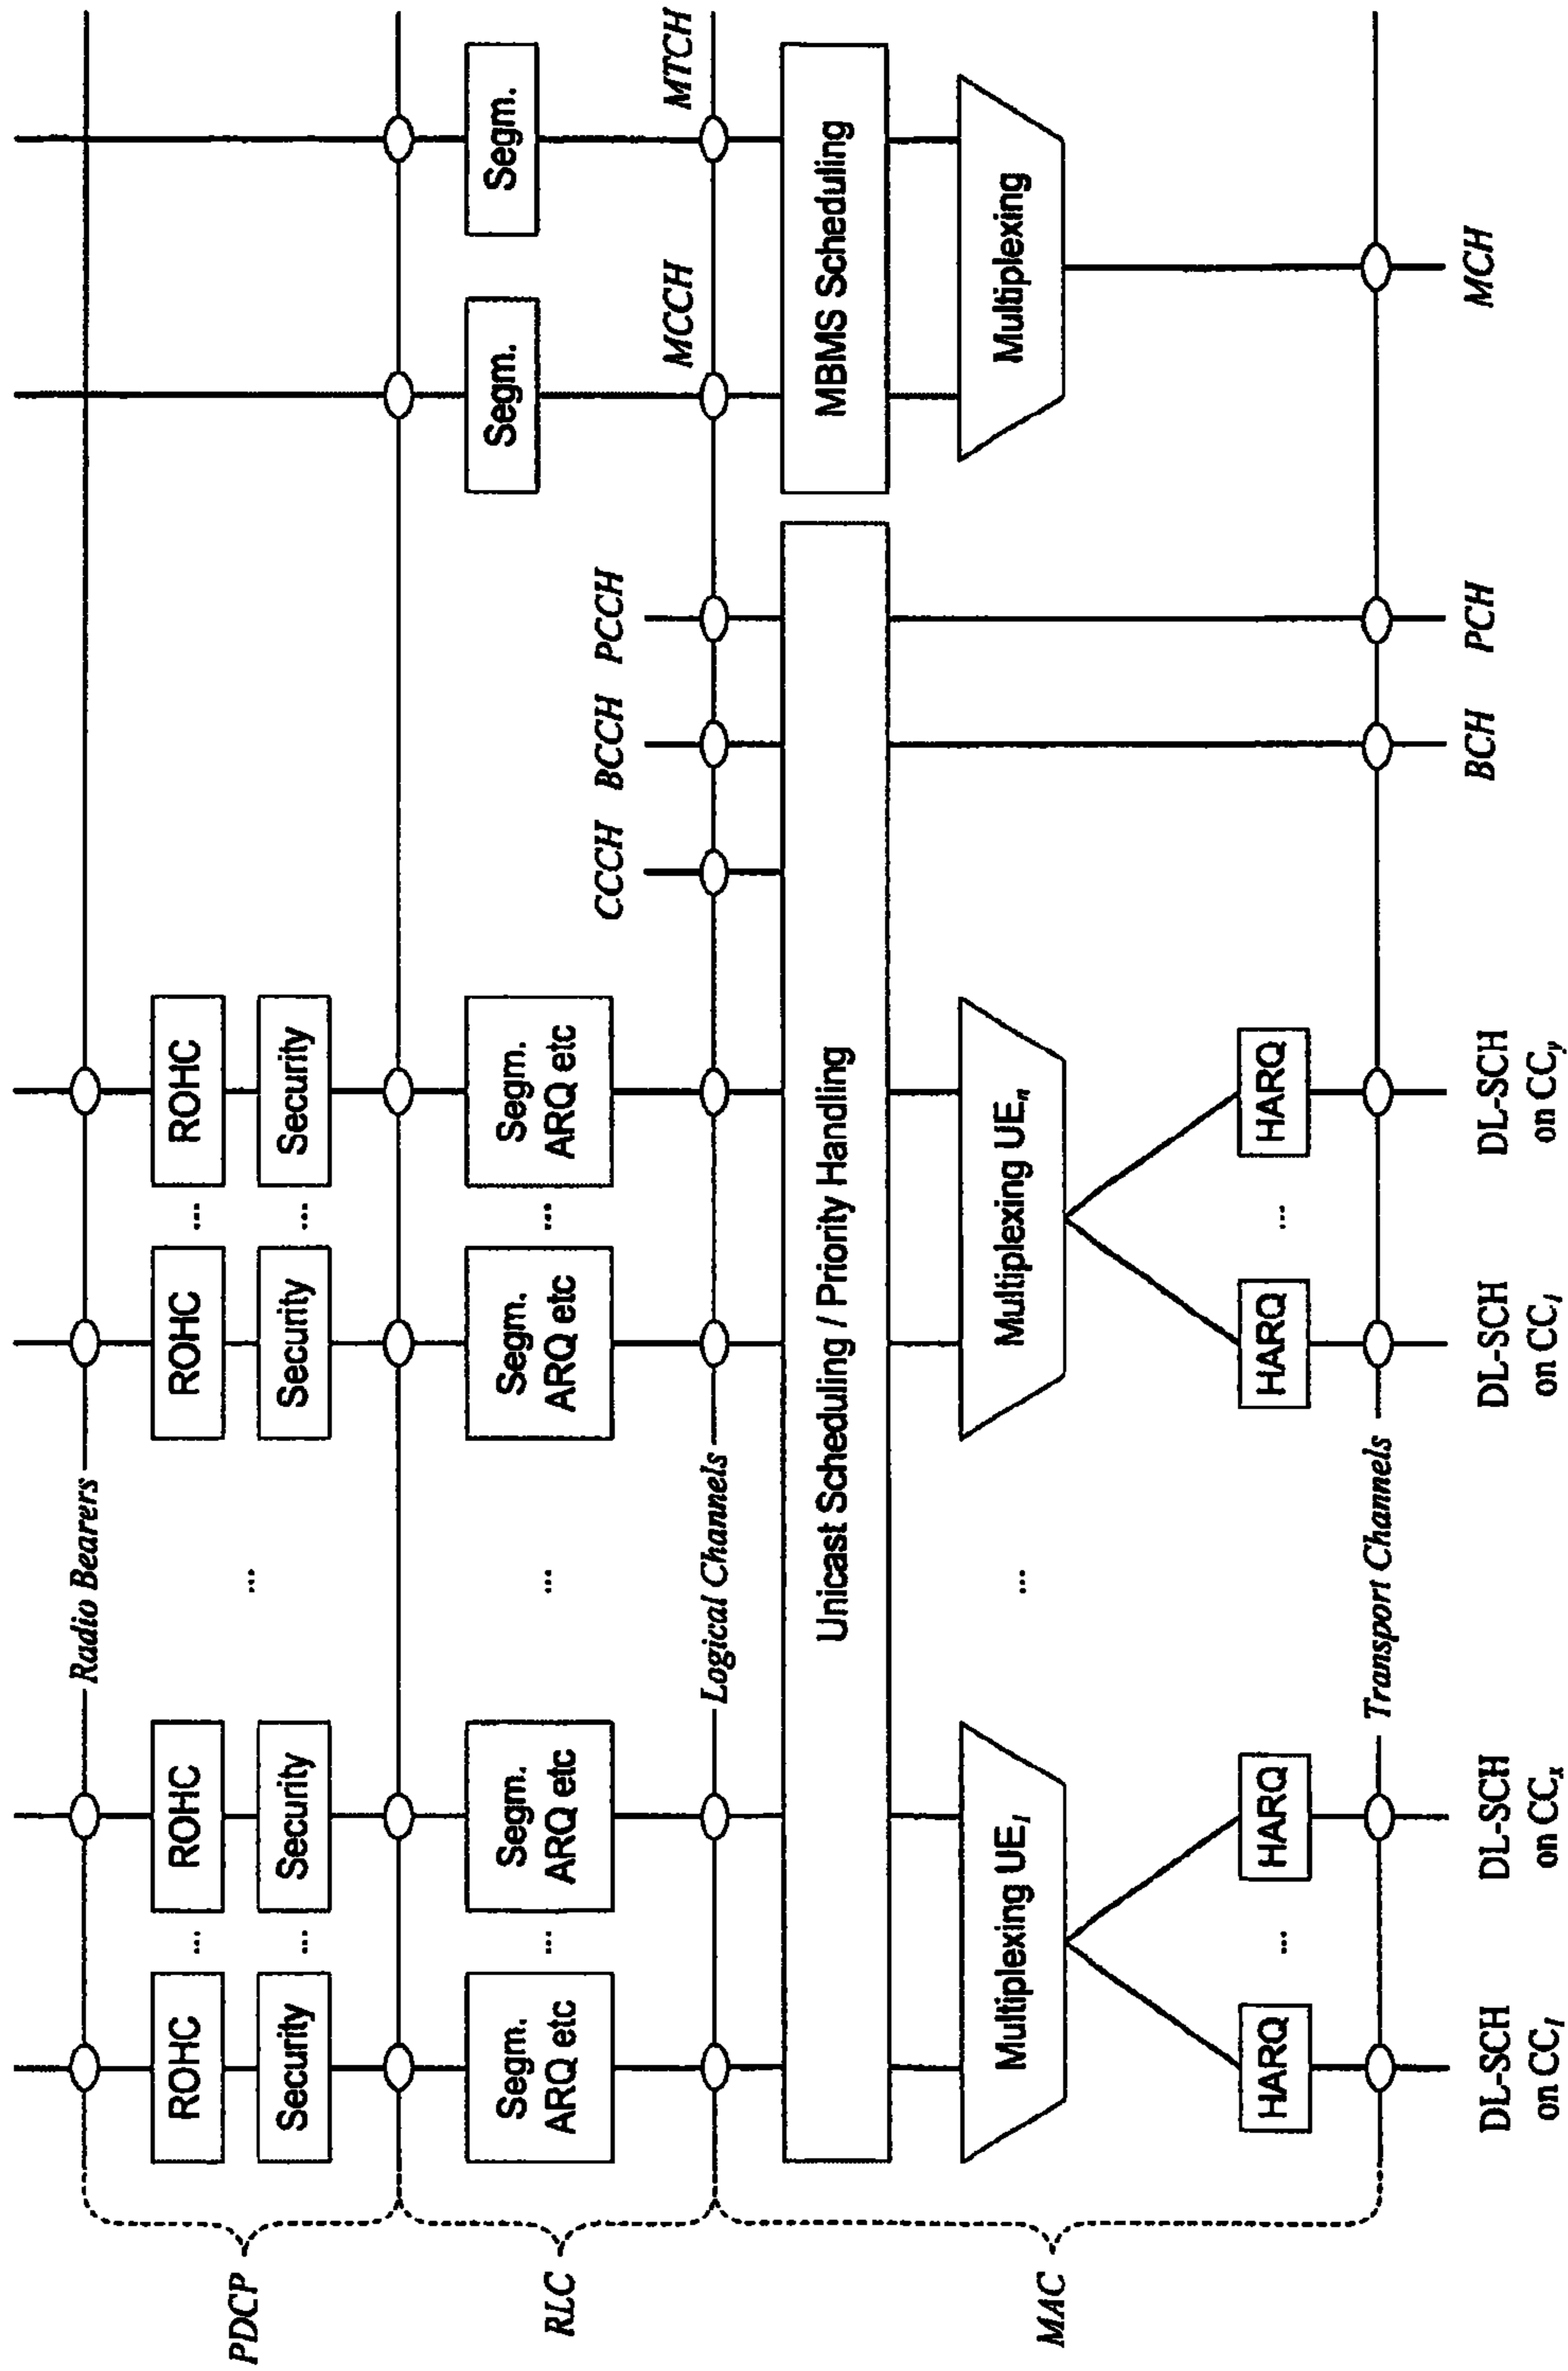 Radio Bearers
PDCP
ROHC
...
ROHC
...
ROHC
...
ROHC
Security
...
Security
Security
...
Security
RLC
Segm.
ARQ etc
...
Segm.
ARQ etc
...
Segm.
ARQ etc
...
Segm.
ARQ etc
Segm.
Segm.
Logical Channels
CCCH
BCCH
PCCH
MCCH
MTCH
MAC
Unicast Scheduling / Priority Handling
MBMS Scheduling
Multiplexing UE1
...
Multiplexing UEn
Multiplexing
HARQ
...
HARQ
HARQ
...
HARQ
Transport Channels
DL-SCH
on CC1
DL-SCH
on CCx
DL-SCH
on CC1
DL-SCH
on CCy
BCH
PCH
MCH